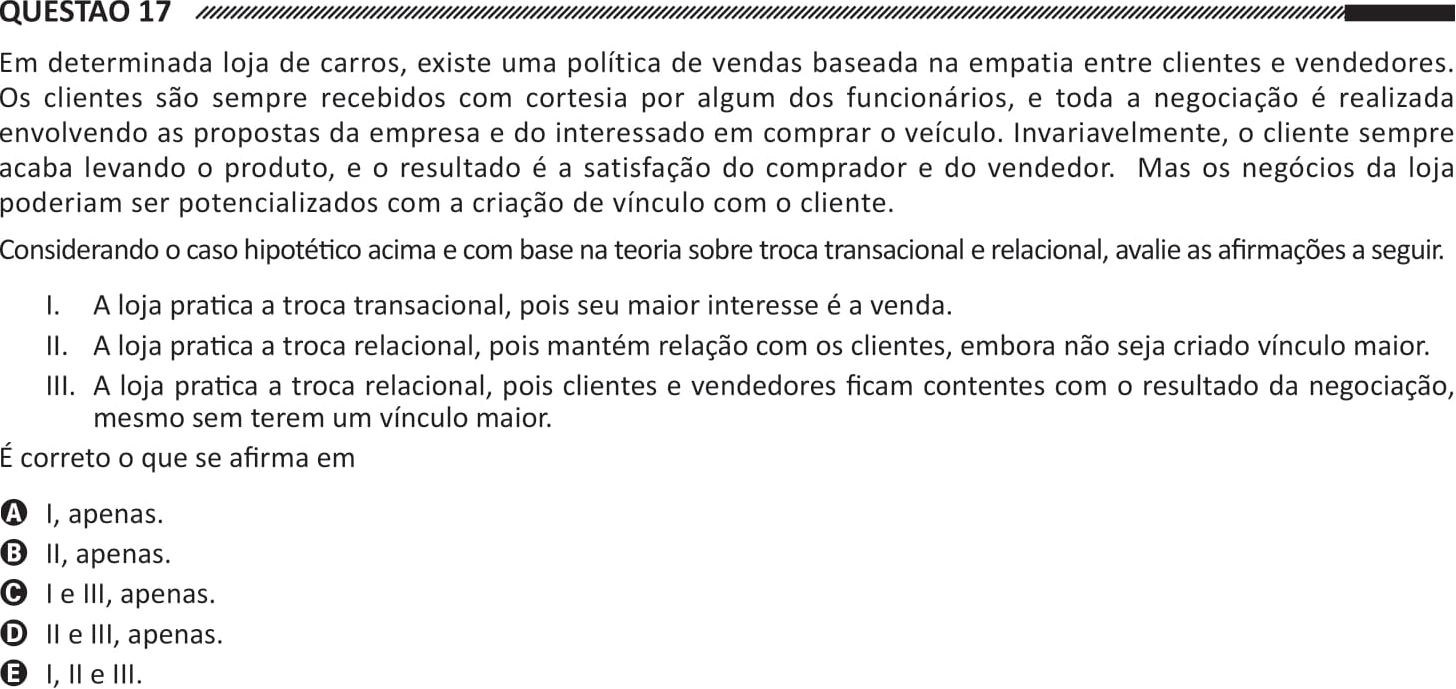 QUESTÃO 17
Em determinada loja de carros, existe uma política de vendas baseada na empatia entre clientes e vendedores.
Os clientes são sempre recebidos com cortesia por algum dos funcionários, e toda a negociação é realizada
envolvendo as propostas da empresa e do interessado em comprar o veículo. Invariavelmente, o cliente sempre
acaba levando o produto, e o resultado é a satisfação do comprador e do vendedor. Mas os negócios da loja
poderiam ser potencializados com a criação de vínculo com o cliente.
Considerando o caso hipotético acima e com base na teoria sobre troca transacional e relacional, avalie as afirmações a seguir.
I. A loja pratica a troca transacional, pois seu maior interesse é a venda.
II. A loja pratica a troca relacional, pois mantém relação com os clientes, embora não seja criado vínculo maior.
III. A loja pratica a troca relacional, pois clientes e vendedores ficam contentes com o resultado da negociação,
mesmo sem terem um vínculo maior.
É correto o que se afirma em
A I, apenas.
B II, apenas.
C I e III, apenas.
D II e III, apenas.
E I, II e III.